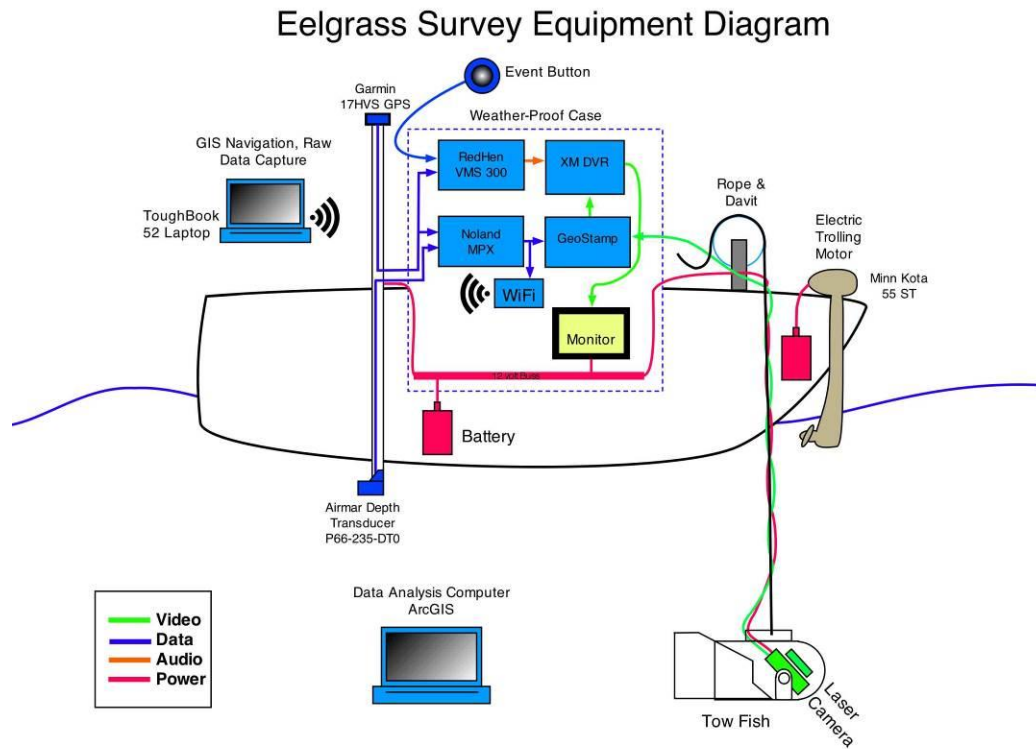 Eelgrass Survey Equipment Diagram
Event Button
Garmin
17HVS GPS
Weather-Proof Case
GIS Navigation, Raw
Data Capture
RedHen
VMS 300
XM DVR
Rope &
Davit
ToughBook
52 Laptop
Electric
Trolling
Motor
Noland
MPX
GeoStamp
Minn Kota
55 ST
WiFi
Monitor
12 volt Buss
Battery
Airmar Depth
Transducer
P66-235-DT0
Data Analysis Computer
ArcGIS
Video
Data
Audio
Power
Laser
Camera
Tow Fish